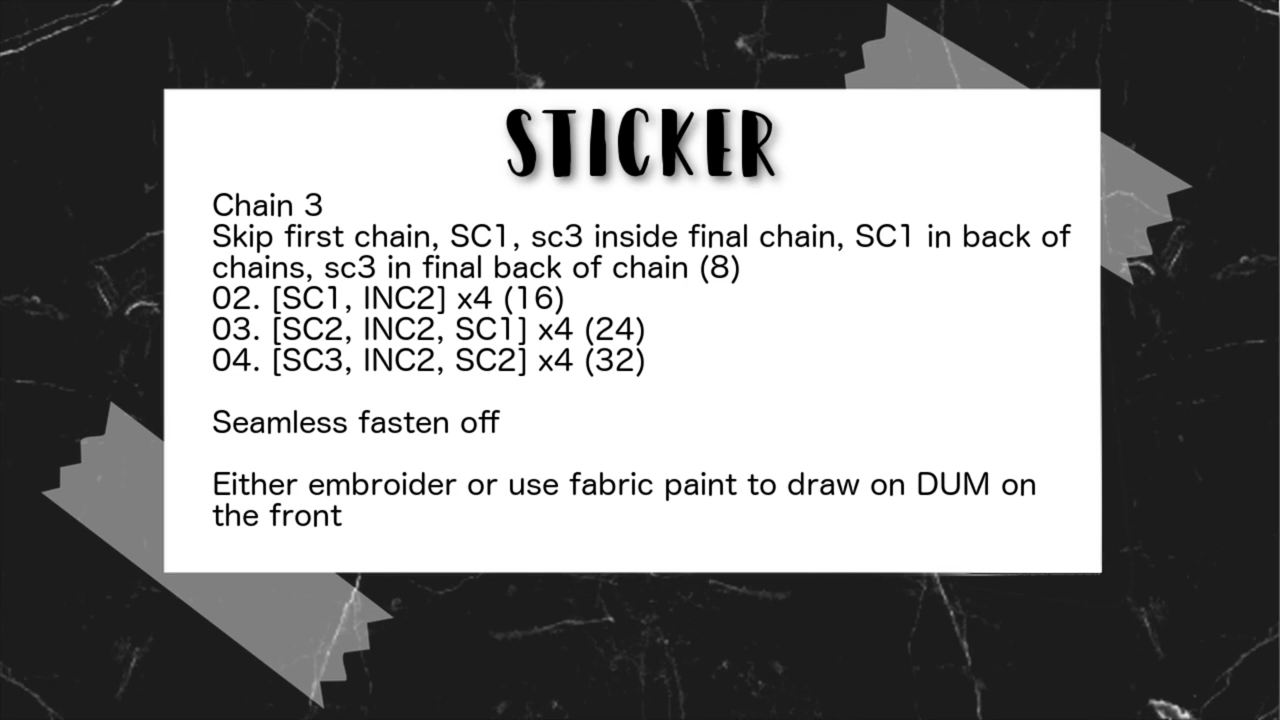 STICKER
Chain 3
Skip first chain, SC1, sc3 inside final chain, SC1 in back of
chains, sc3 in final back of chain (8)
02. [SC1, INC2] x4 (16)
03. [SC2, INC2, SC1] x4 (24)
04. [SC3, INC2, SC2] x4 (32)
Seamless fasten off
Either embroider or use fabric paint to draw on DUM on
the front